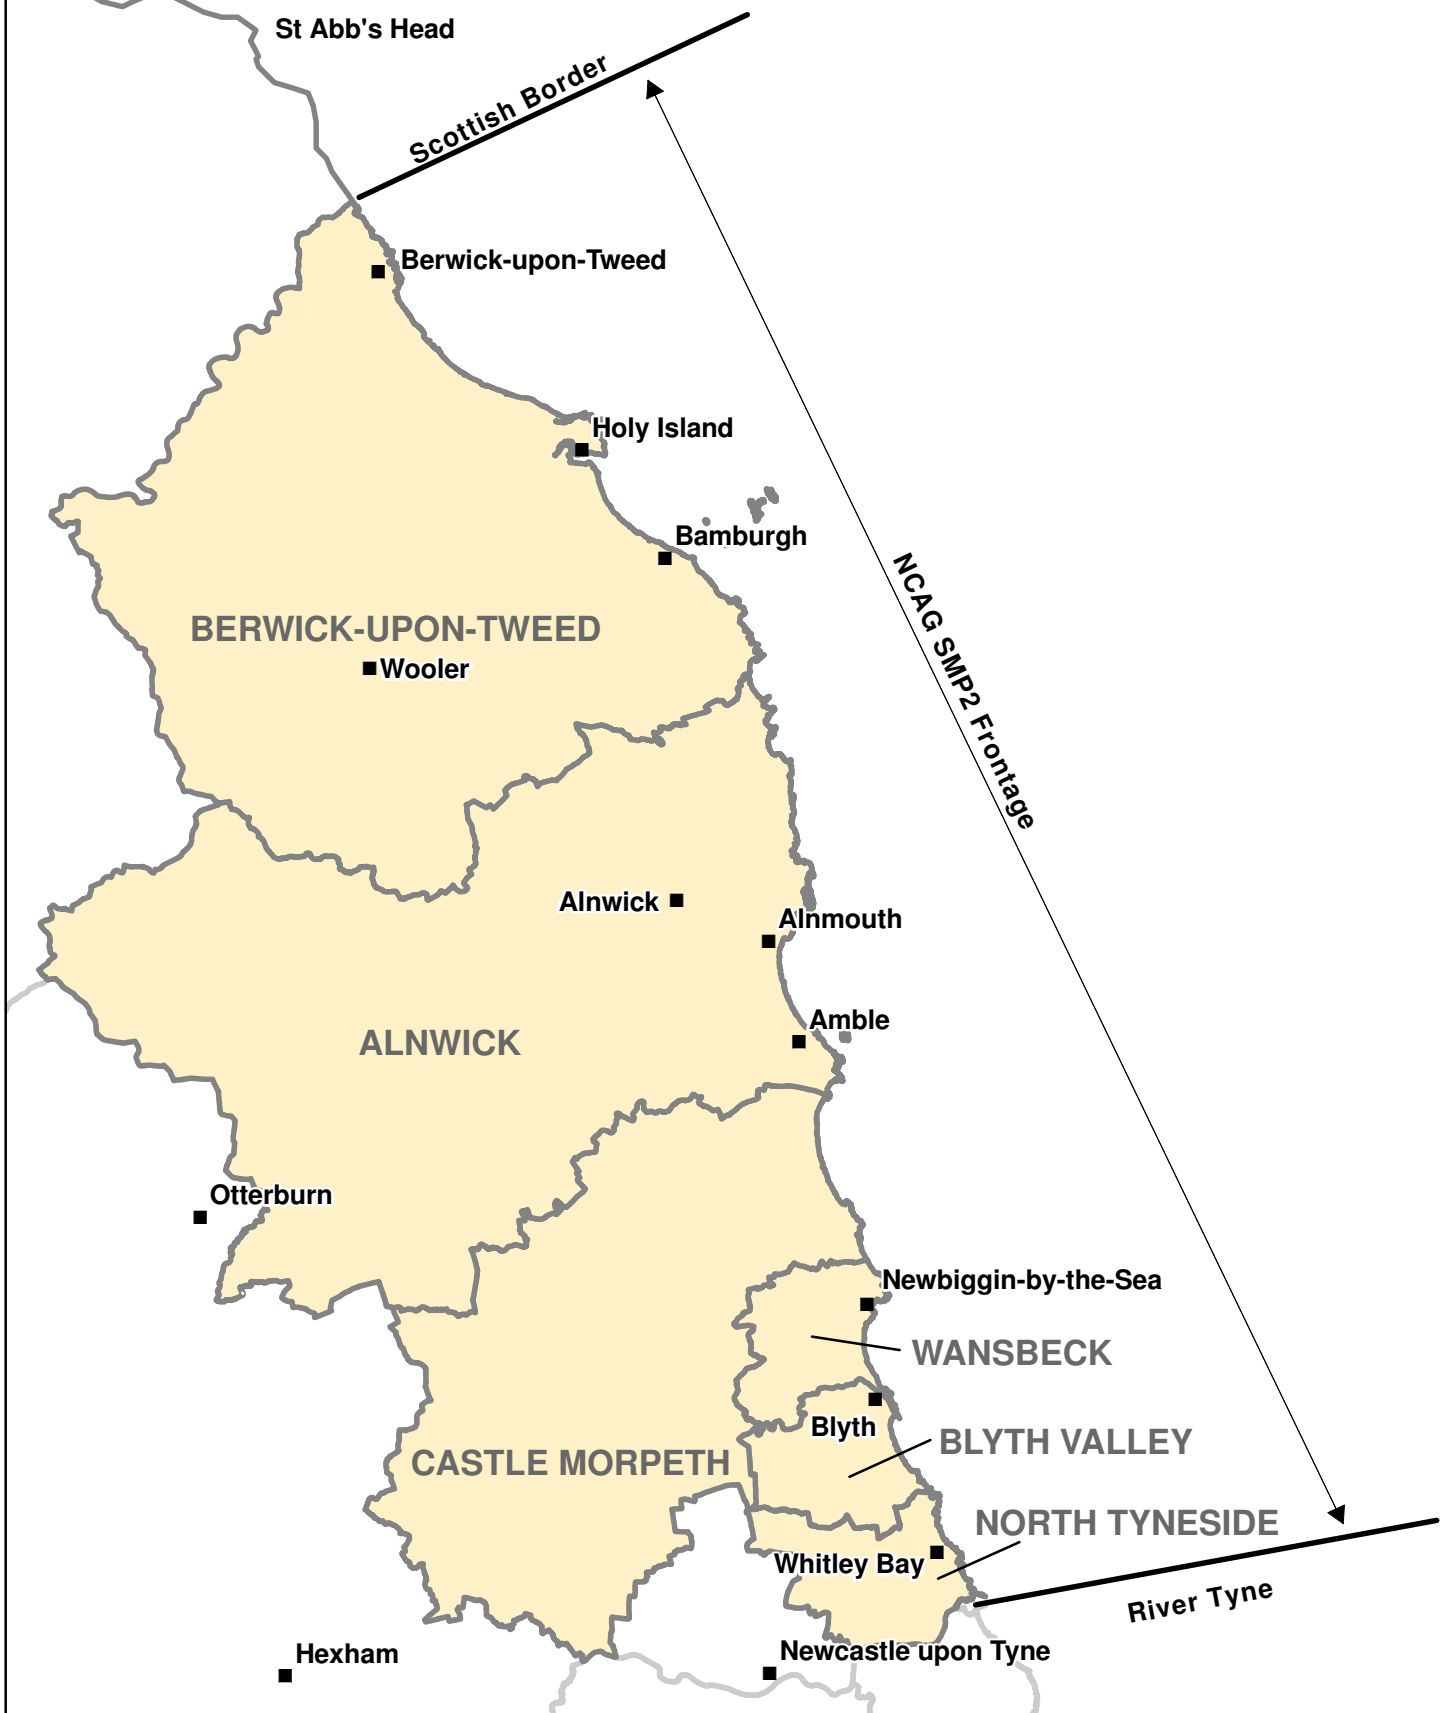 St Abb's Head
Scottish Border
Berwick-upon-Tweed
Holy Island
Bamburgh
NCAG SMP2 Frontage
BERWICK-UPON-TWEED
Wooler
Alnwick
Alnmouth
Amble
ALNWICK
Otterburn
Newbiggin-by-the-Sea
WANSBECK
Blyth
BLYTH VALLEY
CASTLE MORPETH
NORTH TYNESIDE
Whitley Bay
River Tyne
Newcastle upon Tyne
Hexham